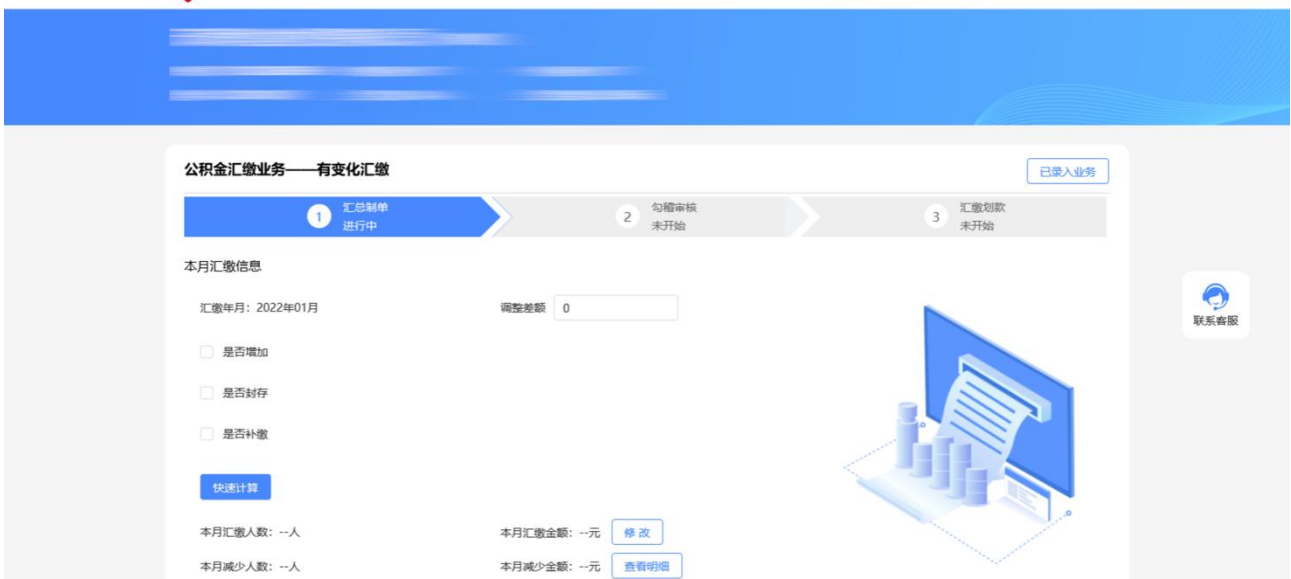 公积金汇缴业务——有变化汇缴
已录入业务
1 汇总制单 进行中
2 勾稽审核 未开始
3 汇缴划款 未开始
本月汇缴信息
汇缴年月：2022年01月
调整差额 0
是否增加
是否封存
是否补缴
快速计算
本月汇缴人数：--人
本月汇缴金额：--元 修改
本月减少人数：--人
本月减少金额：--元 查看明细
联系客服